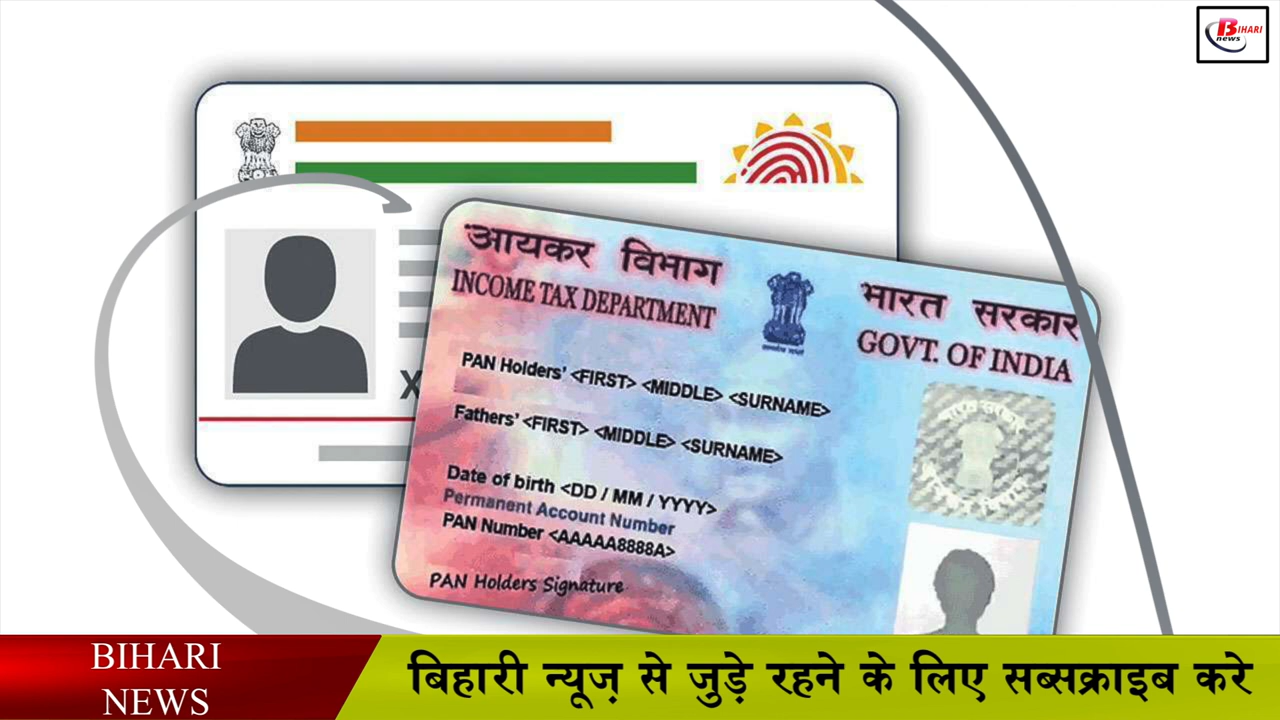 BIHARI
news
आयकर विभाग
INCOME TAX DEPARTMENT
भारत सरकार
GOVT. OF INDIA
PAN Holders' <FIRST> <MIDDLE> <SURNAME>
Fathers' <FIRST> <MIDDLE> <SURNAME>
Date of birth <DD / MM / YYYY>
Permanent Account Number
PAN Number <AAAAA8888A>
PAN Holders Signature
X
BIHARI
NEWS
बिहारी न्यूज़ से जुड़े रहने के लिए सब्सक्राइब करे